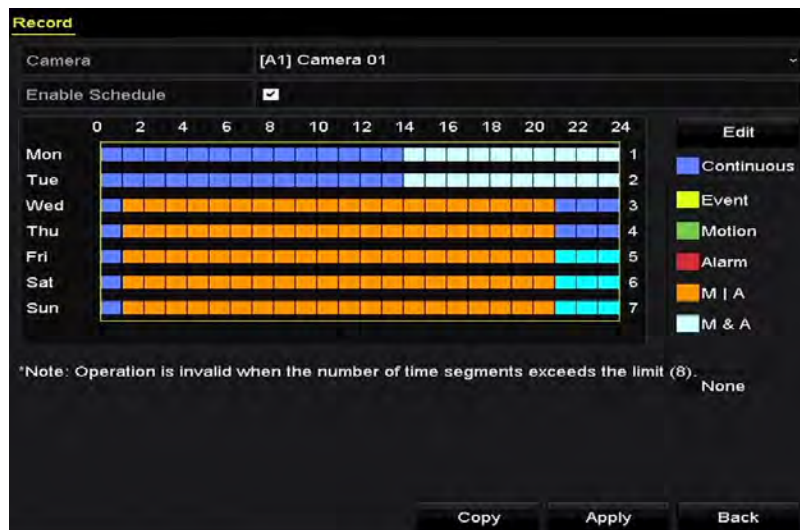 Record
Camera [A1] Camera 01
Enable Schedule
0 2 4 6 8 10 12 14 16 18 20 22 24
Edit
Mon 1
Continuous
Tue 2
Wed 3
Event
Thu 4
Motion
Fri 5
Alarm
Sat 6
M | A
Sun 7
M & A
*Note: Operation is invalid when the number of time segments exceeds the limit (8).
None
Copy Apply Back